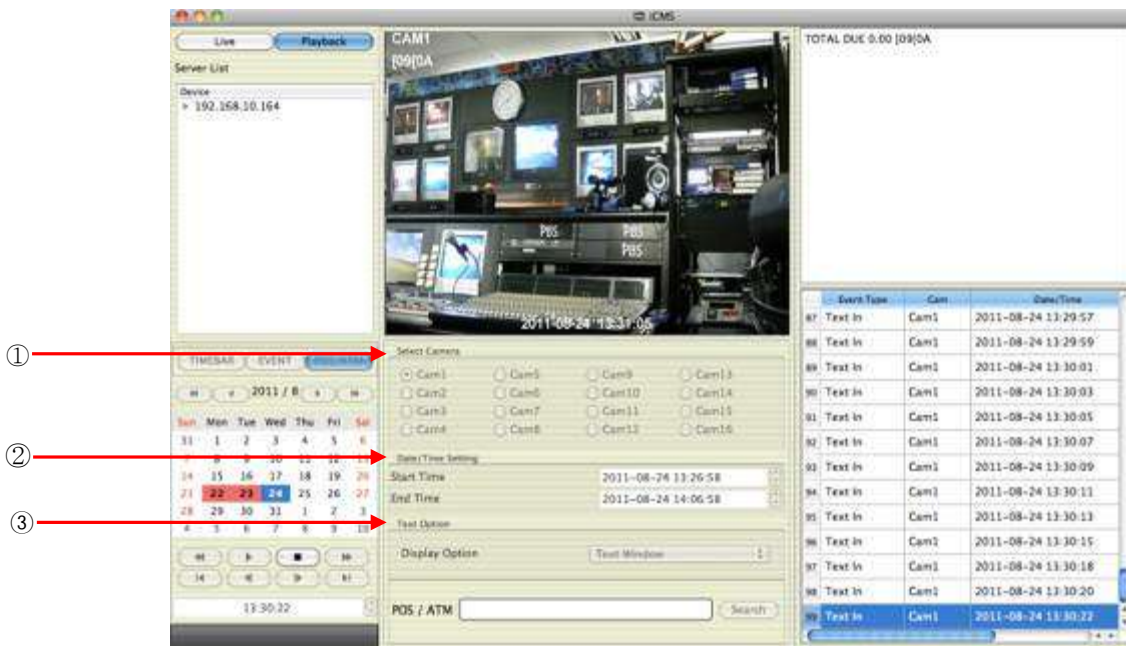 iCMS
Live Playback
Server List
Device
192.168.10.164
CAM1
[09[0A
PBS PBS
PBS
2011-08-24 13:31:05
TOTAL DUE 0.00 [09[0A
①
②
③
TIMEBAR EVENT
2011 / 8
Sun Mon Tue Wed Thu Fri Sat
31 1 2 3 4 5 6
7 8 9 10 11 12 13
14 15 16 17 18 19 20
21 22 23 24 25 26 27
28 29 30 31 1 2 3
4 5 6 7 8 9 10
13:30:22
Select Camera
Cam1 Cam5 Cam9 Cam13
Cam2 Cam6 Cam10 Cam14
Cam3 Cam7 Cam11 Cam15
Cam4 Cam8 Cam12 Cam16
Date/Time Setting
Start Time 2011-08-24 13:26:58
End Time 2011-08-24 14:06:58
Text Option
Display Option Text Window
POS / ATM Search
Event Type Cam Date/Time
87 Text In Cam1 2011-08-24 13:29:57
88 Text In Cam1 2011-08-24 13:29:59
89 Text In Cam1 2011-08-24 13:30:01
90 Text In Cam1 2011-08-24 13:30:03
91 Text In Cam1 2011-08-24 13:30:05
92 Text In Cam1 2011-08-24 13:30:07
93 Text In Cam1 2011-08-24 13:30:09
94 Text In Cam1 2011-08-24 13:30:11
95 Text In Cam1 2011-08-24 13:30:13
96 Text In Cam1 2011-08-24 13:30:15
97 Text In Cam1 2011-08-24 13:30:18
98 Text In Cam1 2011-08-24 13:30:20
99 Text In Cam1 2011-08-24 13:30:22